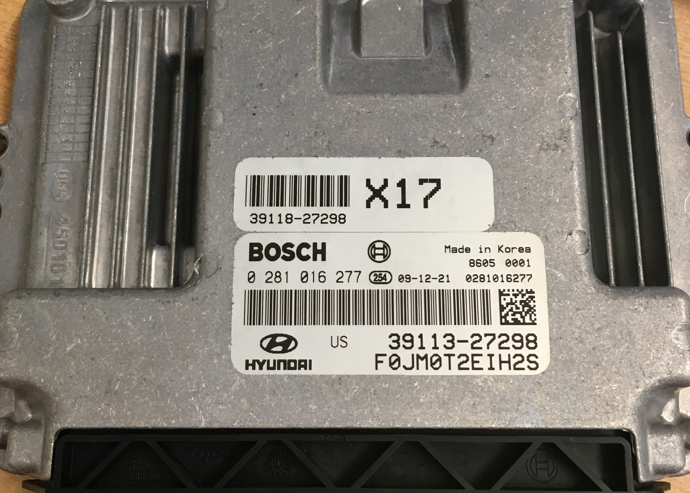 X17
39118-27298
BOSCH
Made in Korea
8605 0001
0 281 016 277 254 09-12-21 0281016277
US 39113-27298
HYUNDAI F0JM0T2EIH2S